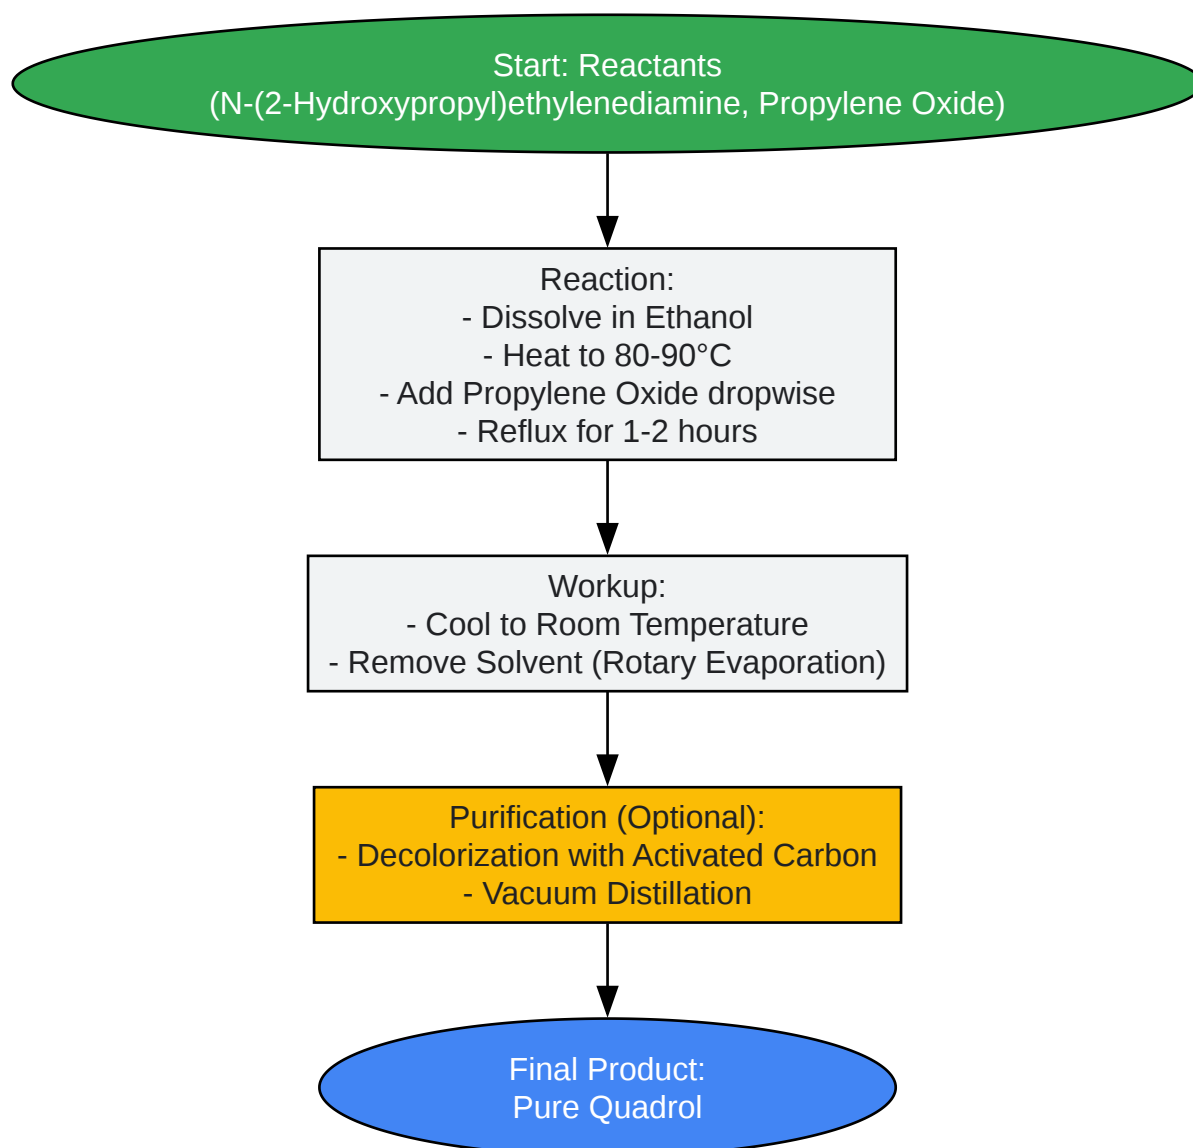 Start: Reactants
(N-(2-Hydroxypropyl)ethylenediamine, Propylene Oxide)
Reaction:
- Dissolve in Ethanol
- Heat to 80-90°C
- Add Propylene Oxide dropwise
- Reflux for 1-2 hours
Workup:
- Cool to Room Temperature
- Remove Solvent (Rotary Evaporation)
Purification (Optional):
- Decolorization with Activated Carbon
- Vacuum Distillation
Final Product:
Pure Quadrol